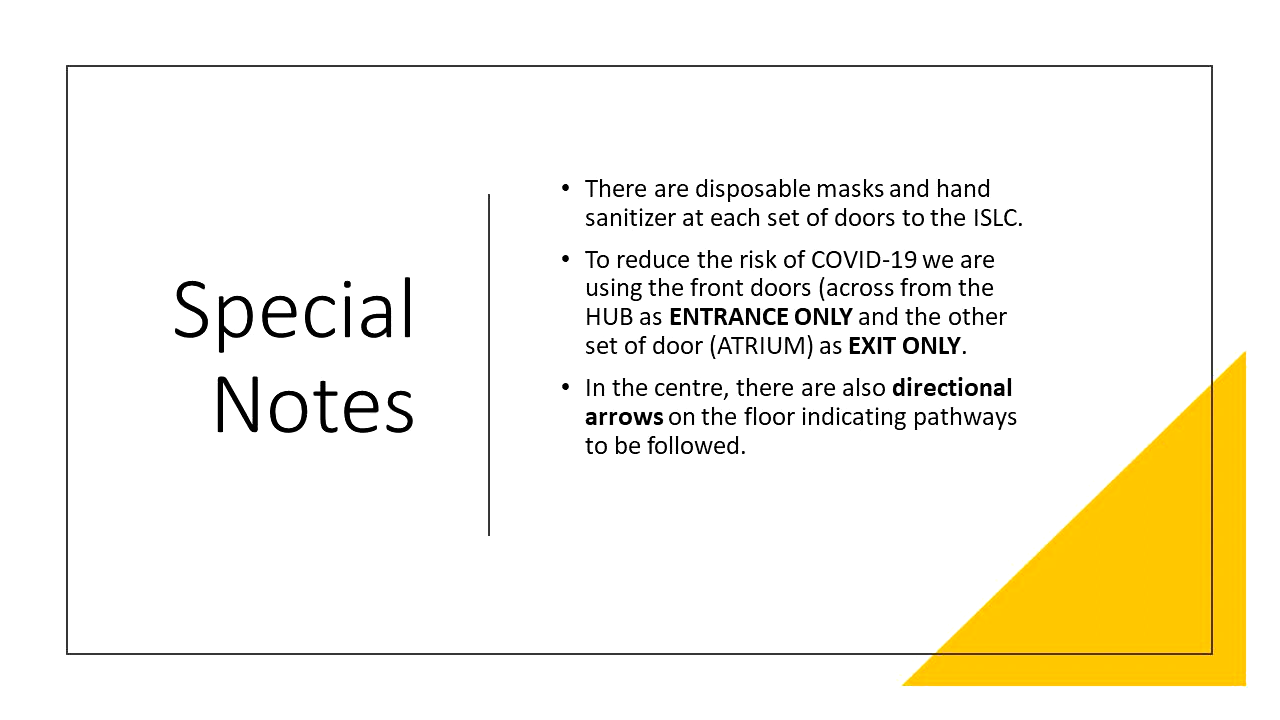 Special
Notes
• There are disposable masks and hand
sanitizer at each set of doors to the ISLC.
• To reduce the risk of COVID-19 we are
using the front doors (across from the
HUB as ENTRANCE ONLY and the other
set of door (ATRIUM) as EXIT ONLY.
• In the centre, there are also directional
arrows on the floor indicating pathways
to be followed.